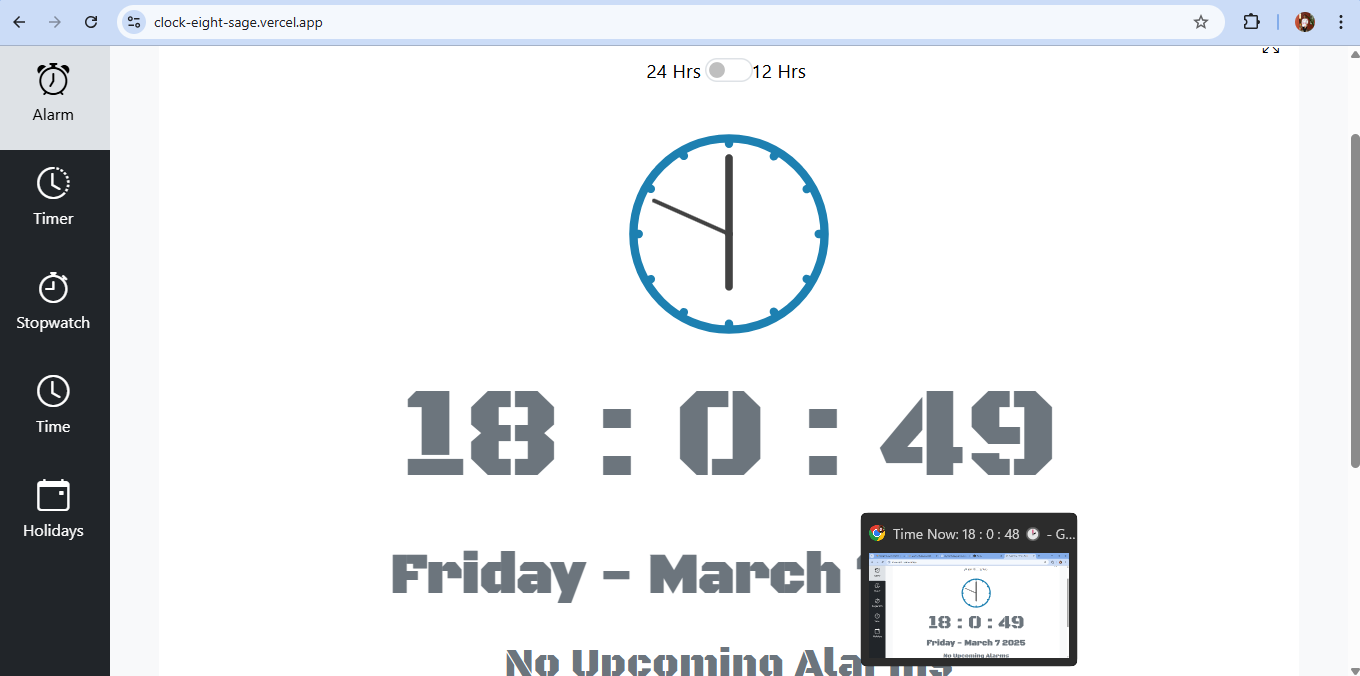 clock-eight-sage.vercel.app
24 Hrs 12 Hrs
Alarm
Timer
Stopwatch
Time
Holidays
18 : 0 : 49
Friday - March
No Upcoming Alarms
Time Now: 18 : 0 : 48 - G...
18 : 0 : 49
Friday - March 7 2025
No Upcoming Alarms